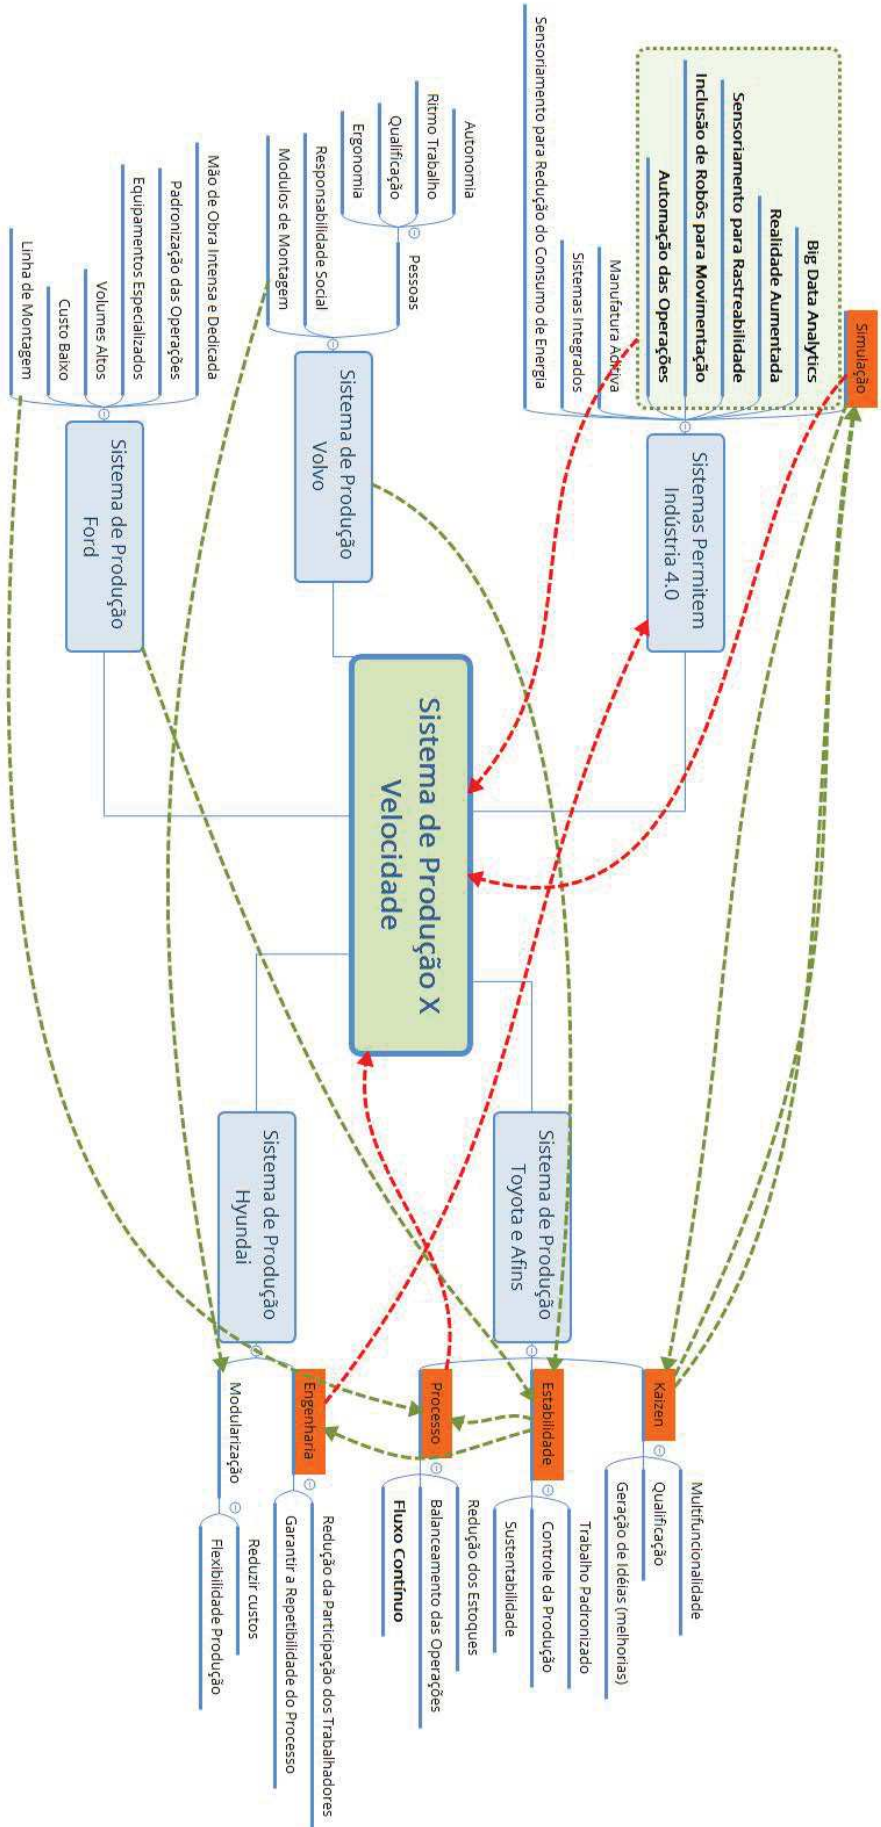 Simulação
Big Data Analytics
Realidade Aumentada
Sensoriamento para Rastreabilidade
Inclusão de Robôs para Movimentação
Automação das Operações
Manufatura Aditiva
Sistemas Integrados
Sensoriamento para Redução do Consumo de Energia
Sistemas Permitem
Indústria 4.0
Autonomia
Ritmo Trabalho
Qualificação
Ergonomia
Pessoas
Responsabilidade Social
Modulos de Montagem
Sistema de Produção
Volvo
Mão de Obra Intensa e Dedicada
Padronização das Operações
Equipamentos Especializados
Volumes Altos
Custo Baixo
Linha de Montagem
Sistema de Produção
Ford
Sistema de Produção X
Velocidade
Sistema de Produção
Toyota e Afins
Kaizen
Multifuncionalidade
Qualificação
Geração de Idéias (melhorias)
Estabilidade
Trabalho Padronizado
Controle da Produção
Sustentabilidade
Processo
Redução dos Estoques
Balanceamento das Operações
Fluxo Contínuo
Sistema de Produção
Hyundai
Engenharia
Redução da Participação dos Trabalhadores
Garantir a Repetibilidade do Processo
Modularização
Reduzir custos
Flexibilidade Produção